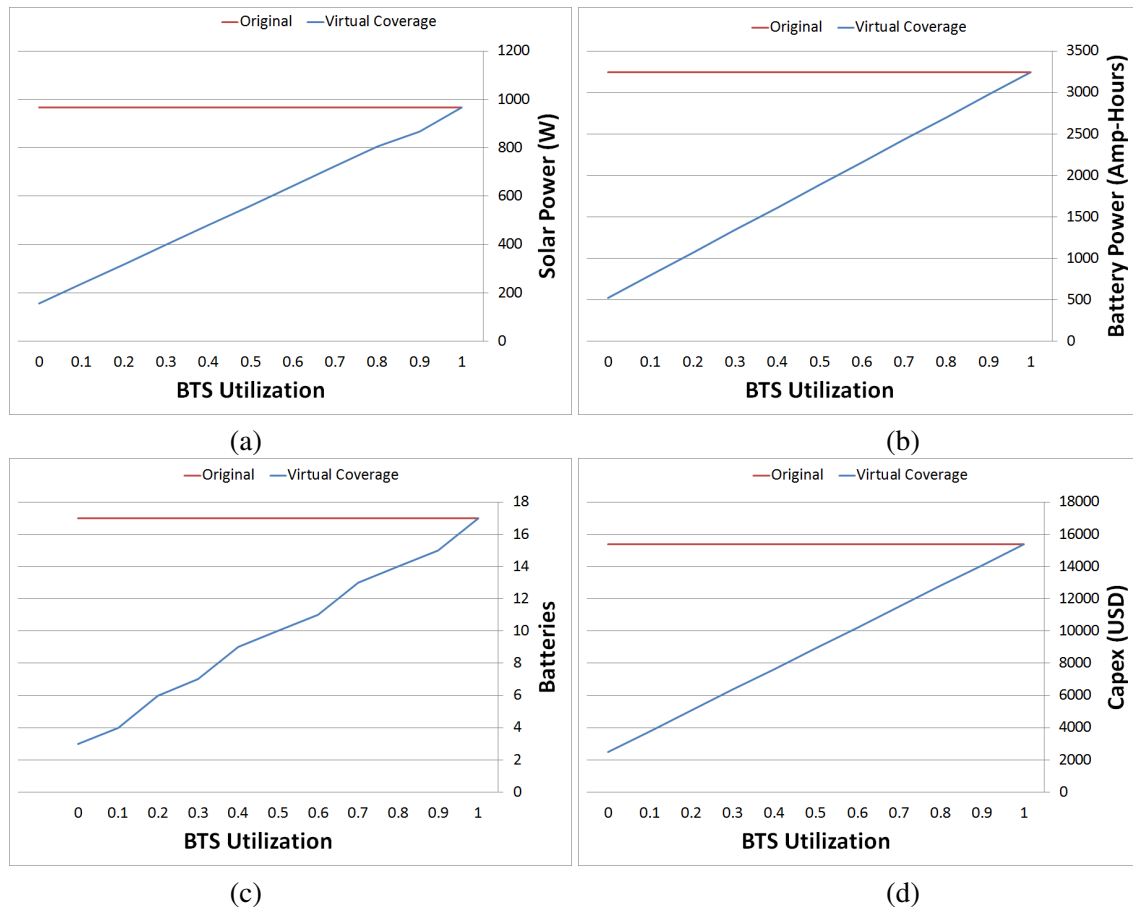 Original Virtual Coverage
1200
1000
800
600
400
200
0
Solar Power (W)
0 0.1 0.2 0.3 0.4 0.5 0.6 0.7 0.8 0.9 1
BTS Utilization
(a)
Original Virtual Coverage
3500
3000
2500
2000
1500
1000
500
0
Battery Power (Amp-Hours)
0 0.1 0.2 0.3 0.4 0.5 0.6 0.7 0.8 0.9 1
BTS Utilization
(b)
Original Virtual Coverage
18
16
14
12
10
8
6
4
2
0
Batteries
0 0.1 0.2 0.3 0.4 0.5 0.6 0.7 0.8 0.9 1
BTS Utilization
(c)
Original Virtual Coverage
18000
16000
14000
12000
10000
8000
6000
4000
2000
0
Capex (USD)
0 0.1 0.2 0.3 0.4 0.5 0.6 0.7 0.8 0.9 1
BTS Utilization
(d)